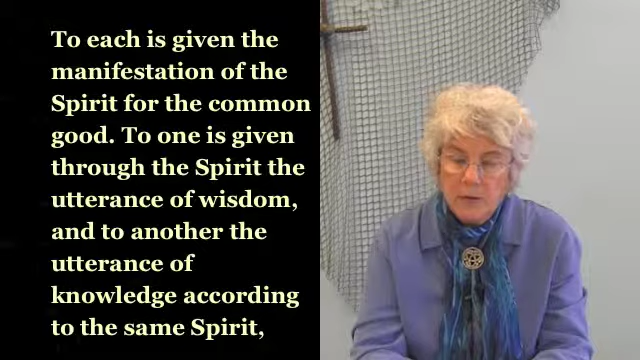 To each is given the
manifestation of the
Spirit for the common
good. To one is given
through the Spirit the
utterance of wisdom,
and to another the
utterance of
knowledge according
to the same Spirit,